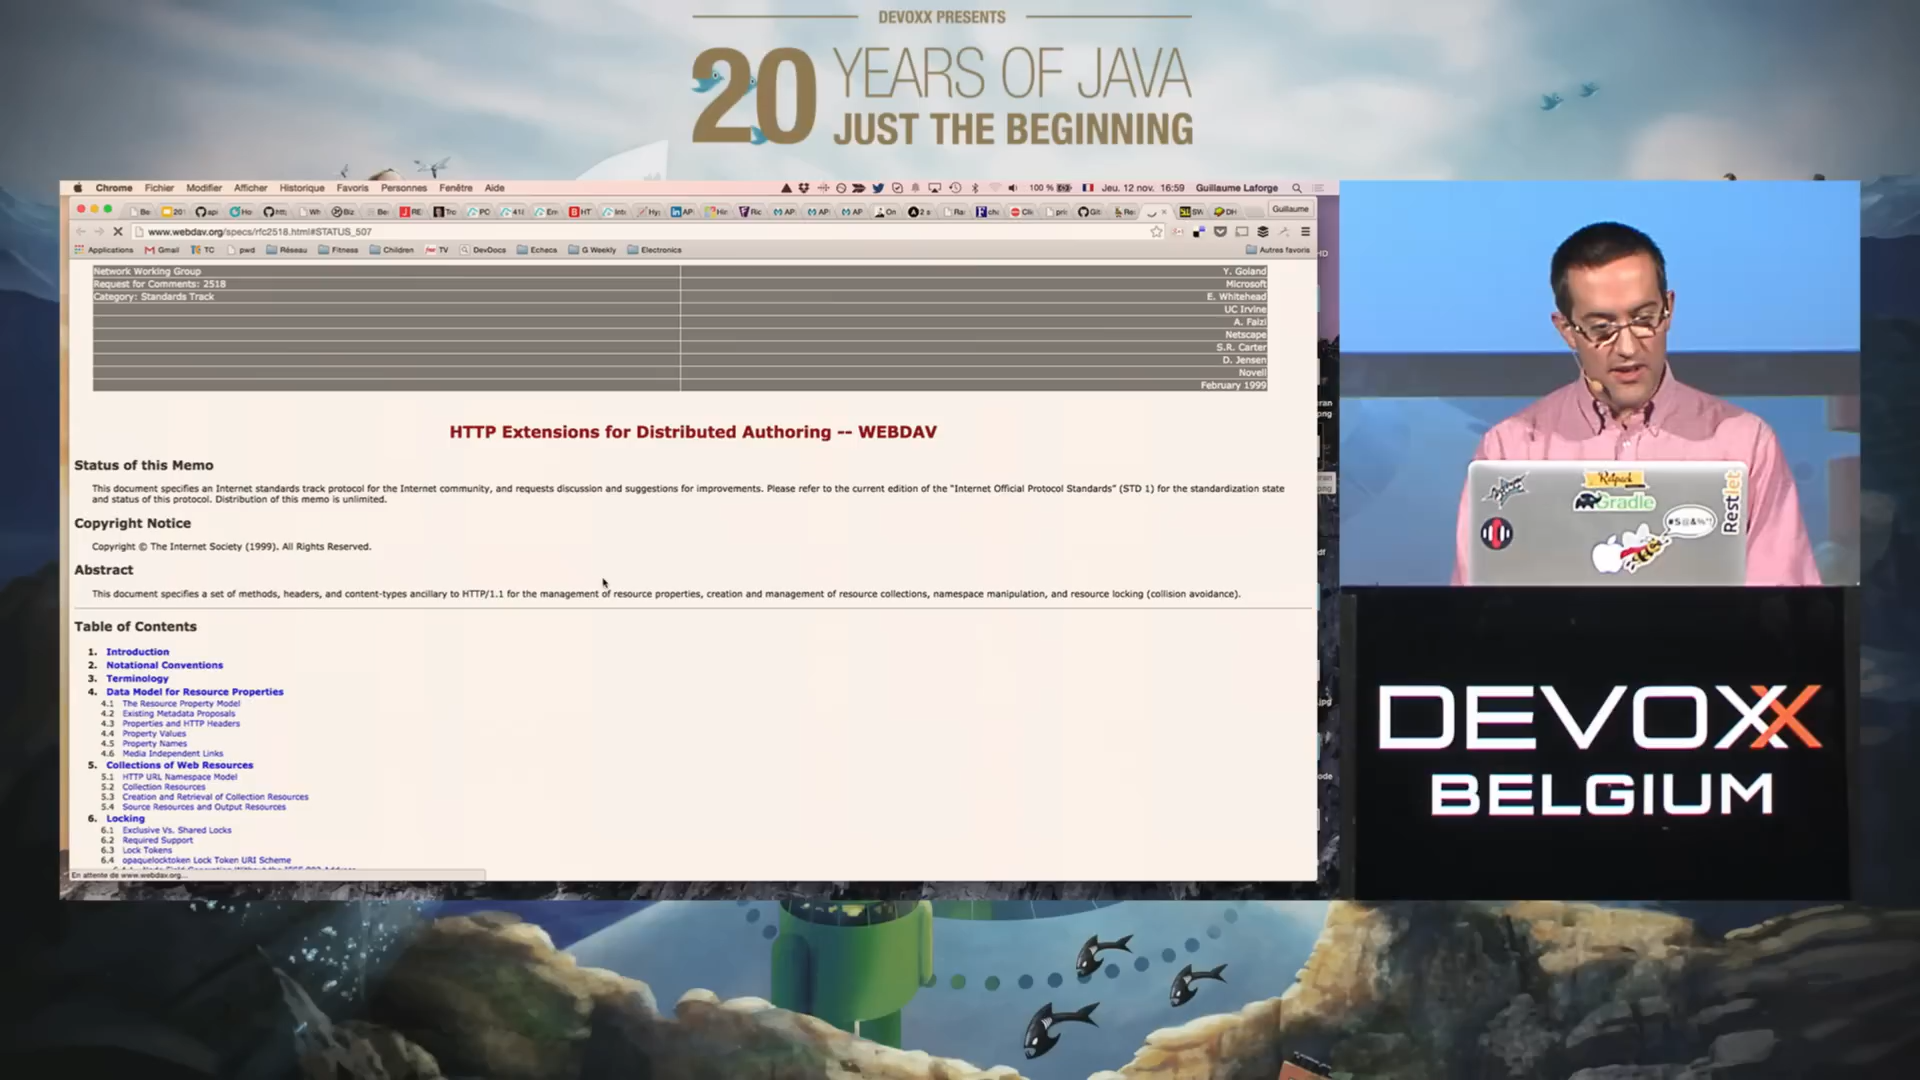 DEVOXX PRESENTS
20 YEARS OF JAVA
JUST THE BEGINNING
Chrome Fichier Modifier Afficher Historique Favoris Personnes Fenêtre Aide
100 % Jeu. 12 nov. 16:59 Guillaume Laforge
Guillaume
www.webdav.org/specs/rfc2518.html#STATUS_507
Applications Gmail TC pwd Réseau Fitness Children TV DevDocs Echecs G Weekly Electronics Autres favoris
Network Working Group Y. Goland
Request for Comments: 2518 Microsoft
Category: Standards Track E. Whitehead
UC Irvine
A. Faizi
Netscape
S.R. Carter
D. Jensen
Novell
February 1999
HTTP Extensions for Distributed Authoring -- WEBDAV
Status of this Memo
This document specifies an Internet standards track protocol for the Internet community, and requests discussion and suggestions for improvements. Please refer to the current edition of the "Internet Official Protocol Standards" (STD 1) for the standardization state
and status of this protocol. Distribution of this memo is unlimited.
Copyright Notice
Copyright © The Internet Society (1999). All Rights Reserved.
Abstract
This document specifies a set of methods, headers, and content-types ancillary to HTTP/1.1 for the management of resource properties, creation and management of resource collections, namespace manipulation, and resource locking (collision avoidance).
Table of Contents
1. Introduction
2. Notational Conventions
3. Terminology
4. Data Model for Resource Properties
4.1 The Resource Property Model
4.2 Existing Metadata Proposals
4.3 Properties and HTTP Headers
4.4 Property Values
4.5 Property Names
4.6 Media Independent Links
5. Collections of Web Resources
5.1 HTTP URL Namespace Model
5.2 Collection Resources
5.3 Creation and Retrieval of Collection Resources
5.4 Source Resources and Output Resources
6. Locking
6.1 Exclusive Vs. Shared Locks
6.2 Required Support
6.3 Lock Tokens
6.4 opaquelocktoken Lock Token URI Scheme
En attente de www.webdav.org...
Ratpack
Gradle
#$@&%*!
Restlet
DEVOXX
BELGIUM